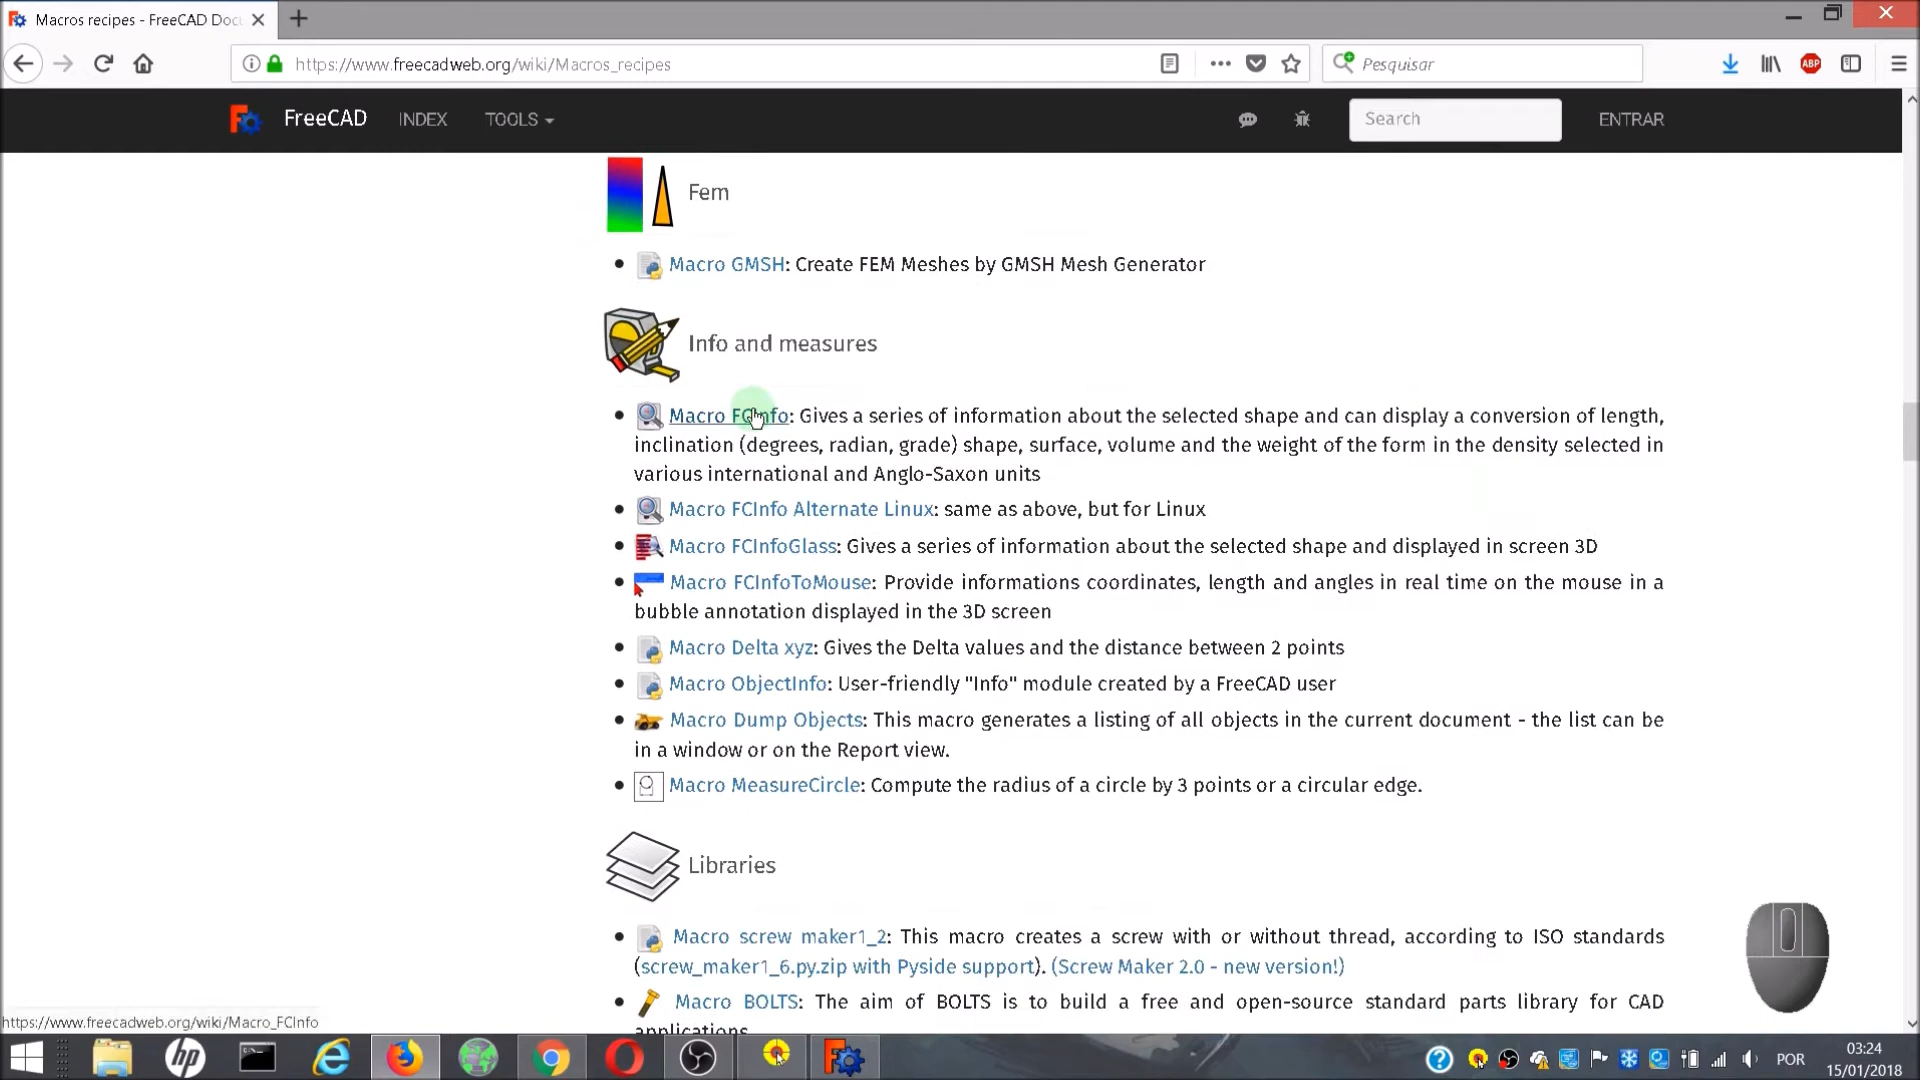 Macros recipes - FreeCAD Doc
https://www.freecadweb.org/wiki/Macros_recipes
Pesquisar
ABP
FreeCAD
INDEX
TOOLS
Search
ENTRAR
Fem
Macro GMSH: Create FEM Meshes by GMSH Mesh Generator
Info and measures
Macro FCInfo: Gives a series of information about the selected shape and can display a conversion of length,
inclination (degrees, radian, grade) shape, surface, volume and the weight of the form in the density selected in
various international and Anglo-Saxon units
Macro FCInfo Alternate Linux: same as above, but for Linux
Macro FCInfoGlass: Gives a series of information about the selected shape and displayed in screen 3D
Macro FCInfoToMouse: Provide informations coordinates, length and angles in real time on the mouse in a
bubble annotation displayed in the 3D screen
Macro Delta xyz: Gives the Delta values and the distance between 2 points
Macro ObjectInfo: User-friendly "Info" module created by a FreeCAD user
Macro Dump Objects: This macro generates a listing of all objects in the current document - the list can be
in a window or on the Report view.
Macro MeasureCircle: Compute the radius of a circle by 3 points or a circular edge.
Libraries
Macro screw maker1_2: This macro creates a screw with or without thread, according to ISO standards
(screw_maker1_6.py.zip with Pyside support). (Screw Maker 2.0 - new version!)
Macro BOLTS: The aim of BOLTS is to build a free and open-source standard parts library for CAD
applications
https://www.freecadweb.org/wiki/Macro_FCInfo
hp
POR
03:24
15/01/2018